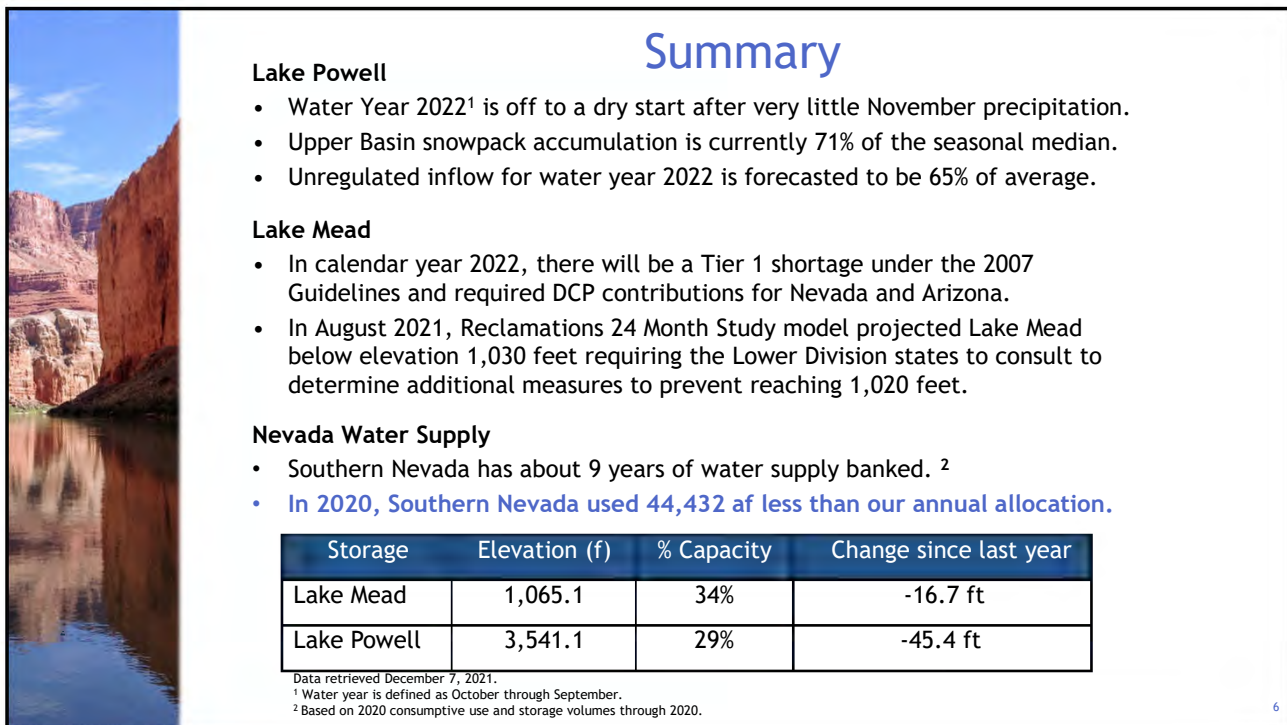 Summary
Lake Powell
• Water Year 2022¹ is off to a dry start after very little November precipitation.
• Upper Basin snowpack accumulation is currently 71% of the seasonal median.
• Unregulated inflow for water year 2022 is forecasted to be 65% of average.
Lake Mead
• In calendar year 2022, there will be a Tier 1 shortage under the 2007
Guidelines and required DCP contributions for Nevada and Arizona.
• In August 2021, Reclamations 24 Month Study model projected Lake Mead
below elevation 1,030 feet requiring the Lower Division states to consult to
determine additional measures to prevent reaching 1,020 feet.
Nevada Water Supply
• Southern Nevada has about 9 years of water supply banked. ²
• In 2020, Southern Nevada used 44,432 af less than our annual allocation.
Storage Elevation (f) % Capacity Change since last year
Lake Mead 1,065.1 34% -16.7 ft
Lake Powell 3,541.1 29% -45.4 ft
Data retrieved December 7, 2021.
¹ Water year is defined as October through September.
² Based on 2020 consumptive use and storage volumes through 2020.
6